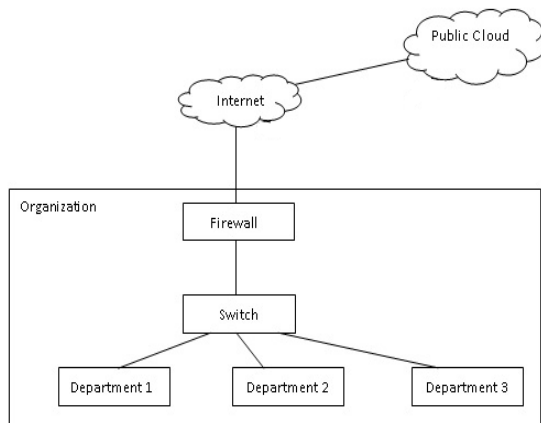 Public Cloud
Internet
Organization
Firewall
Switch
Department 1
Department 2
Department 3